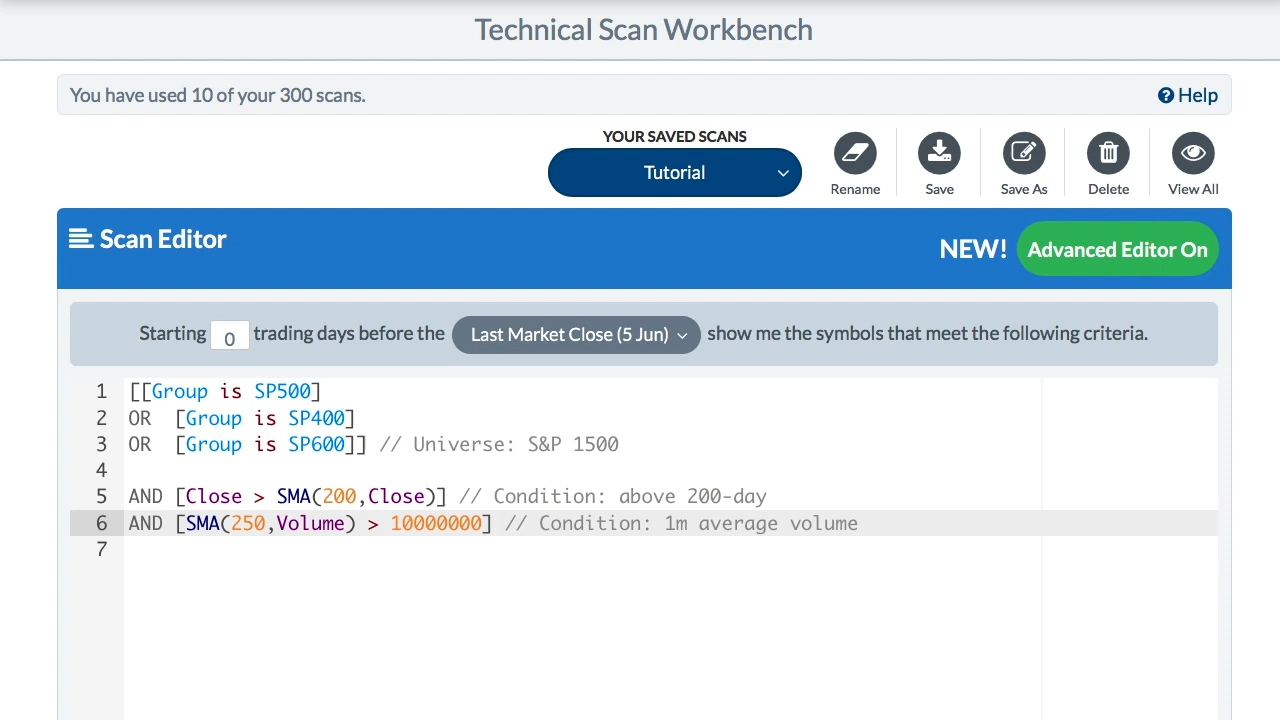 Technical Scan Workbench
You have used 10 of your 300 scans.
Help
YOUR SAVED SCANS
Tutorial
Rename
Save
Save As
Delete
View All
Scan Editor
NEW!
Advanced Editor On
Starting 0 trading days before the Last Market Close (5 Jun) show me the symbols that meet the following criteria.
1 [[Group is SP500]
2 OR  [Group is SP400]
3 OR  [Group is SP600]] // Universe: S&P 1500
4
5 AND [Close > SMA(200,Close)] // Condition: above 200-day
6 AND [SMA(250,Volume) > 10000000] // Condition: 1m average volume
7